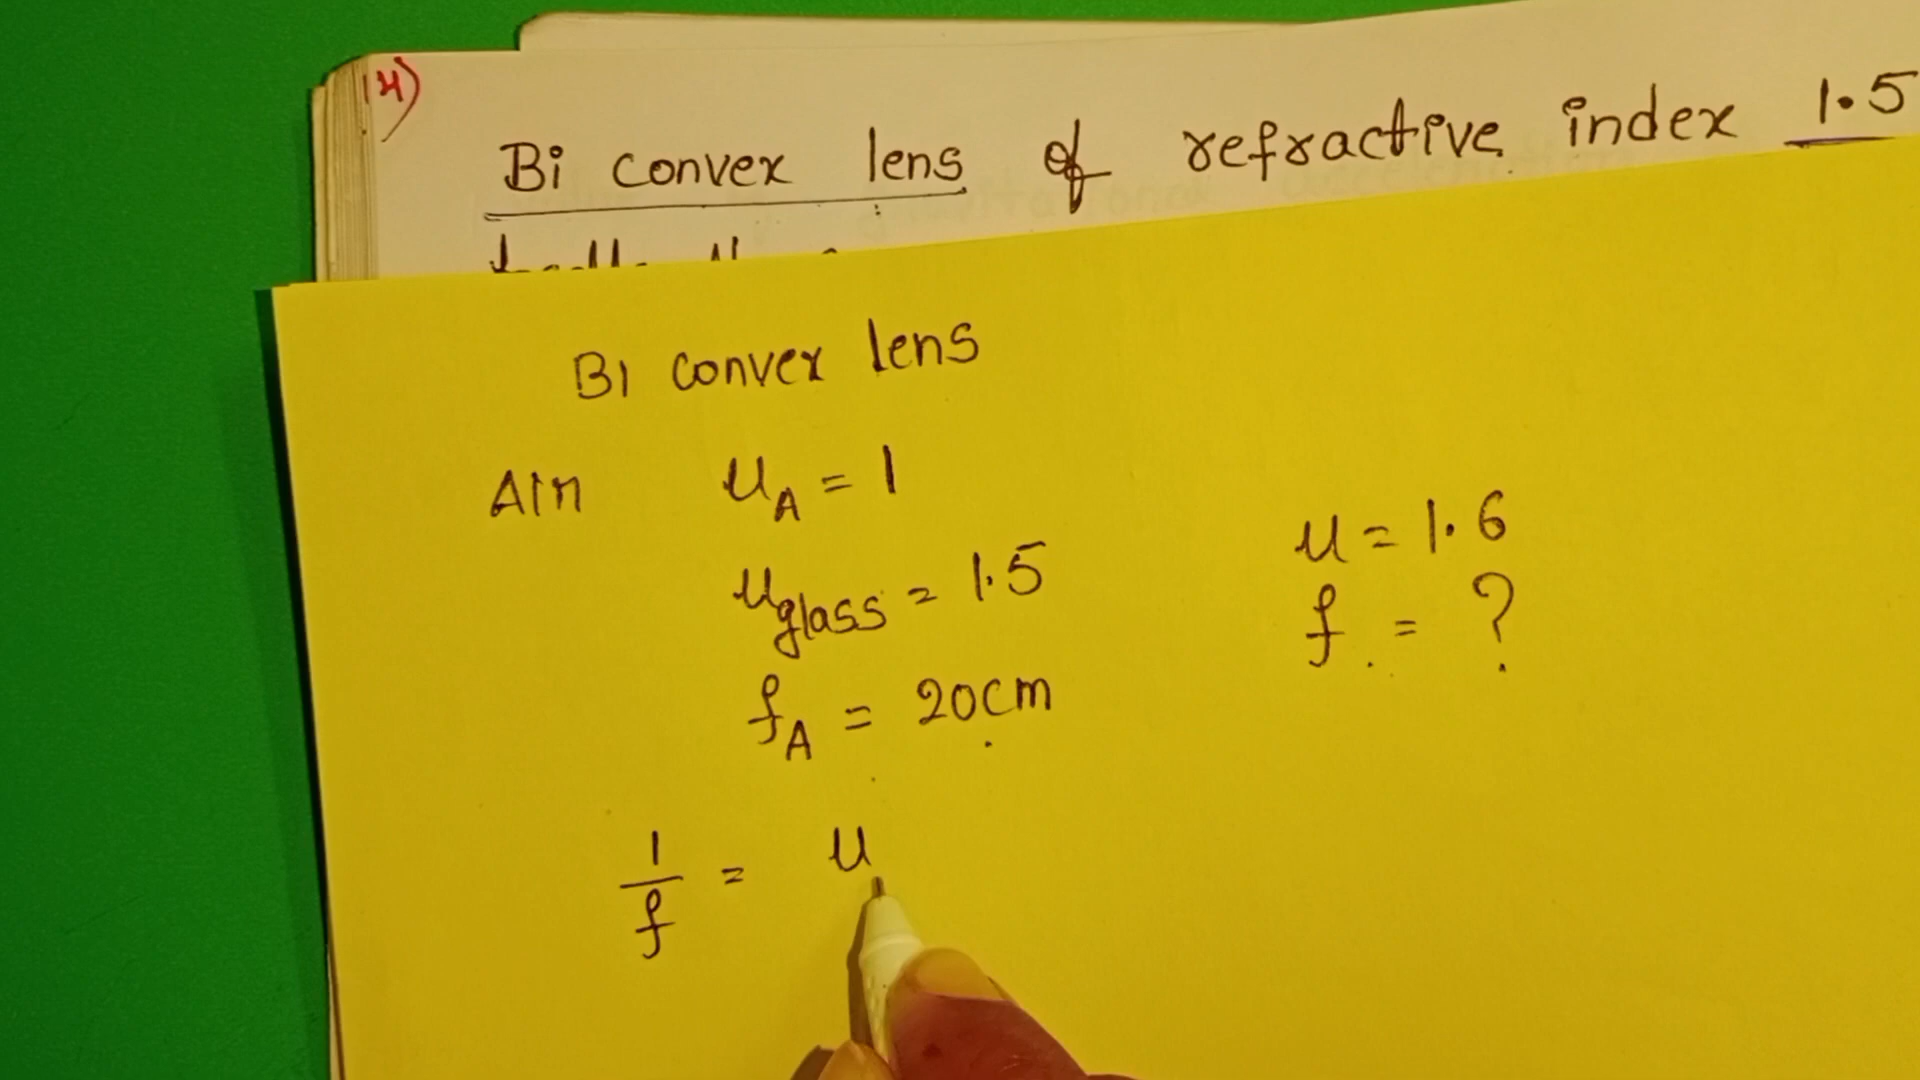 14)
Bi convex lens of refractive index 1.5
Bi convex lens
Air μA = 1
μglass = 1.5
fA = 20cm
μ = 1.6
f = ?
1/f = μ